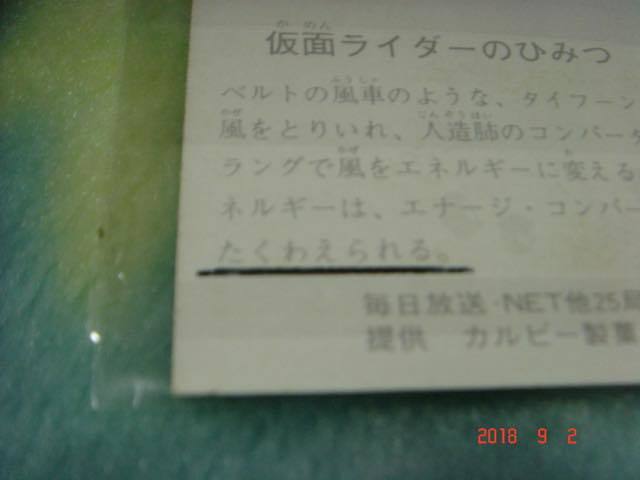 仮面ライダーのひみつ
ベルトの風車のような、タイフーン
風をとりいれ、人造肺のコンバータ
ラングで風をエネルギーに変える
ネルギーは、エナージ・コンバー
たくわえられる。
毎日放送・NET他25局
提供 カルビー製菓
2018 9 2